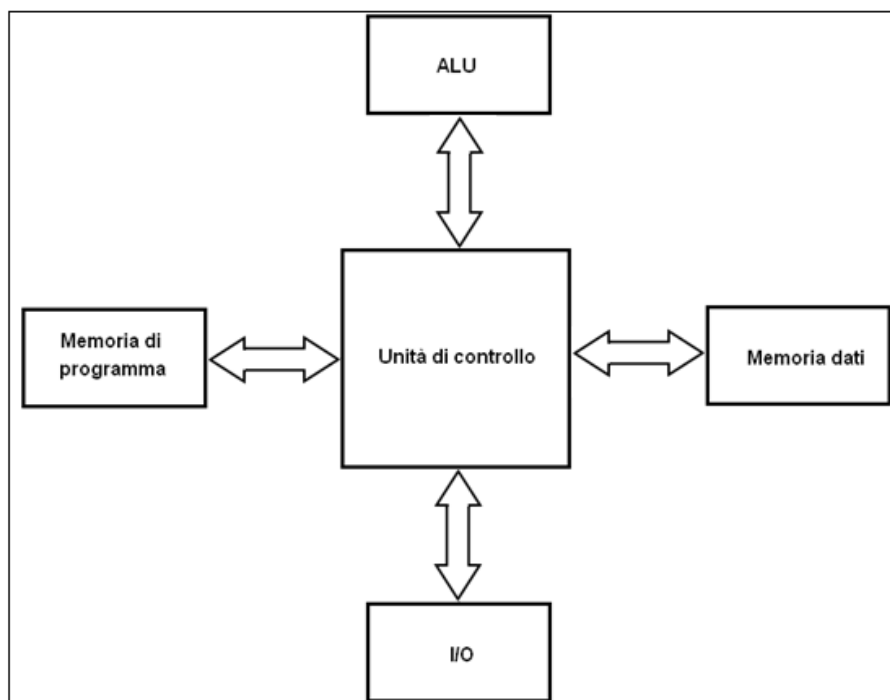 ALU
Memoria di
programma
Unità di controllo
Memoria dati
I/O